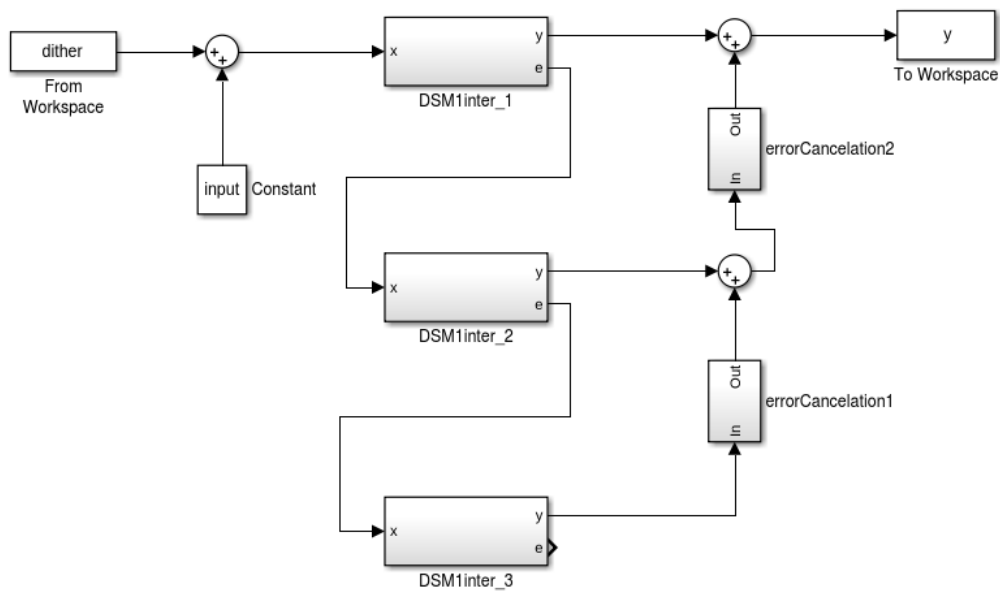 dither
From
Workspace
+
+
input
Constant
x
y
e
DSM1inter_1
+
+
y
To Workspace
Out
In
errorCancelation2
x
y
e
DSM1inter_2
+
+
Out
In
errorCancelation1
x
y
e
DSM1inter_3